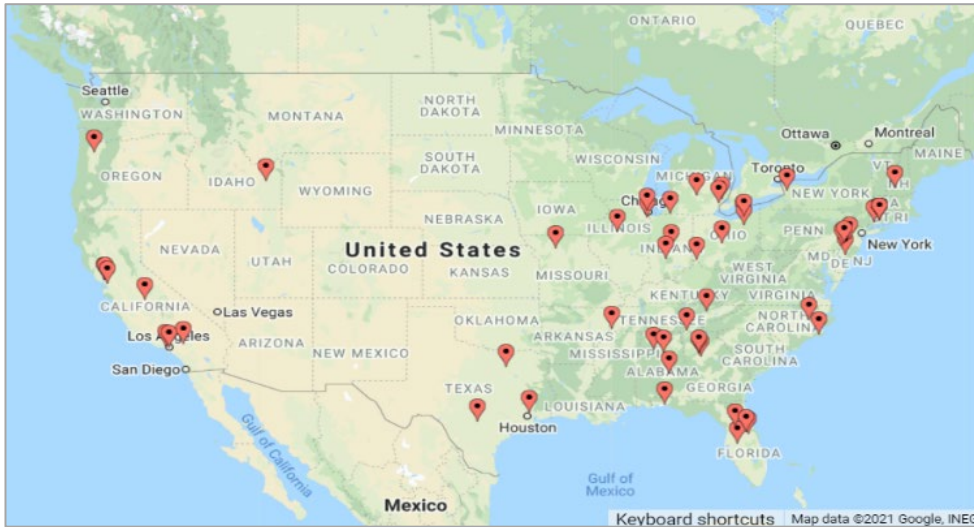 ONTARIO
QUEBEC
Seattle
WASHINGTON
MONTANA
NORTH
DAKOTA
MINNESOTA
Ottawa
Montreal
MAINE
OREGON
IDAHO
SOUTH
DAKOTA
WISCONSIN
MICHIGAN
Toronto
VT
NH
WYOMING
NEW YORK
IOWA
NEBRASKA
ILLINOIS
OHIO
PENN
CT RI
New York
NEVADA
UTAH
United States
COLORADO
KANSAS
MISSOURI
MD
DE NJ
WEST
VIRGINIA
CALIFORNIA
KENTUCKY
VIRGINIA
Las Vegas
OKLAHOMA
TENNESSEE
NORTH
CAROLINA
Los Angeles
ARIZONA
NEW MEXICO
ARKANSAS
MISSISSIPPI
SOUTH
CAROLINA
San Diego
ALABAMA
GEORGIA
TEXAS
LOUISIANA
Houston
Gulf of California
FLORIDA
Gulf of
Mexico
Mexico
Keyboard shortcuts
Map data ©2021 Google, INEG